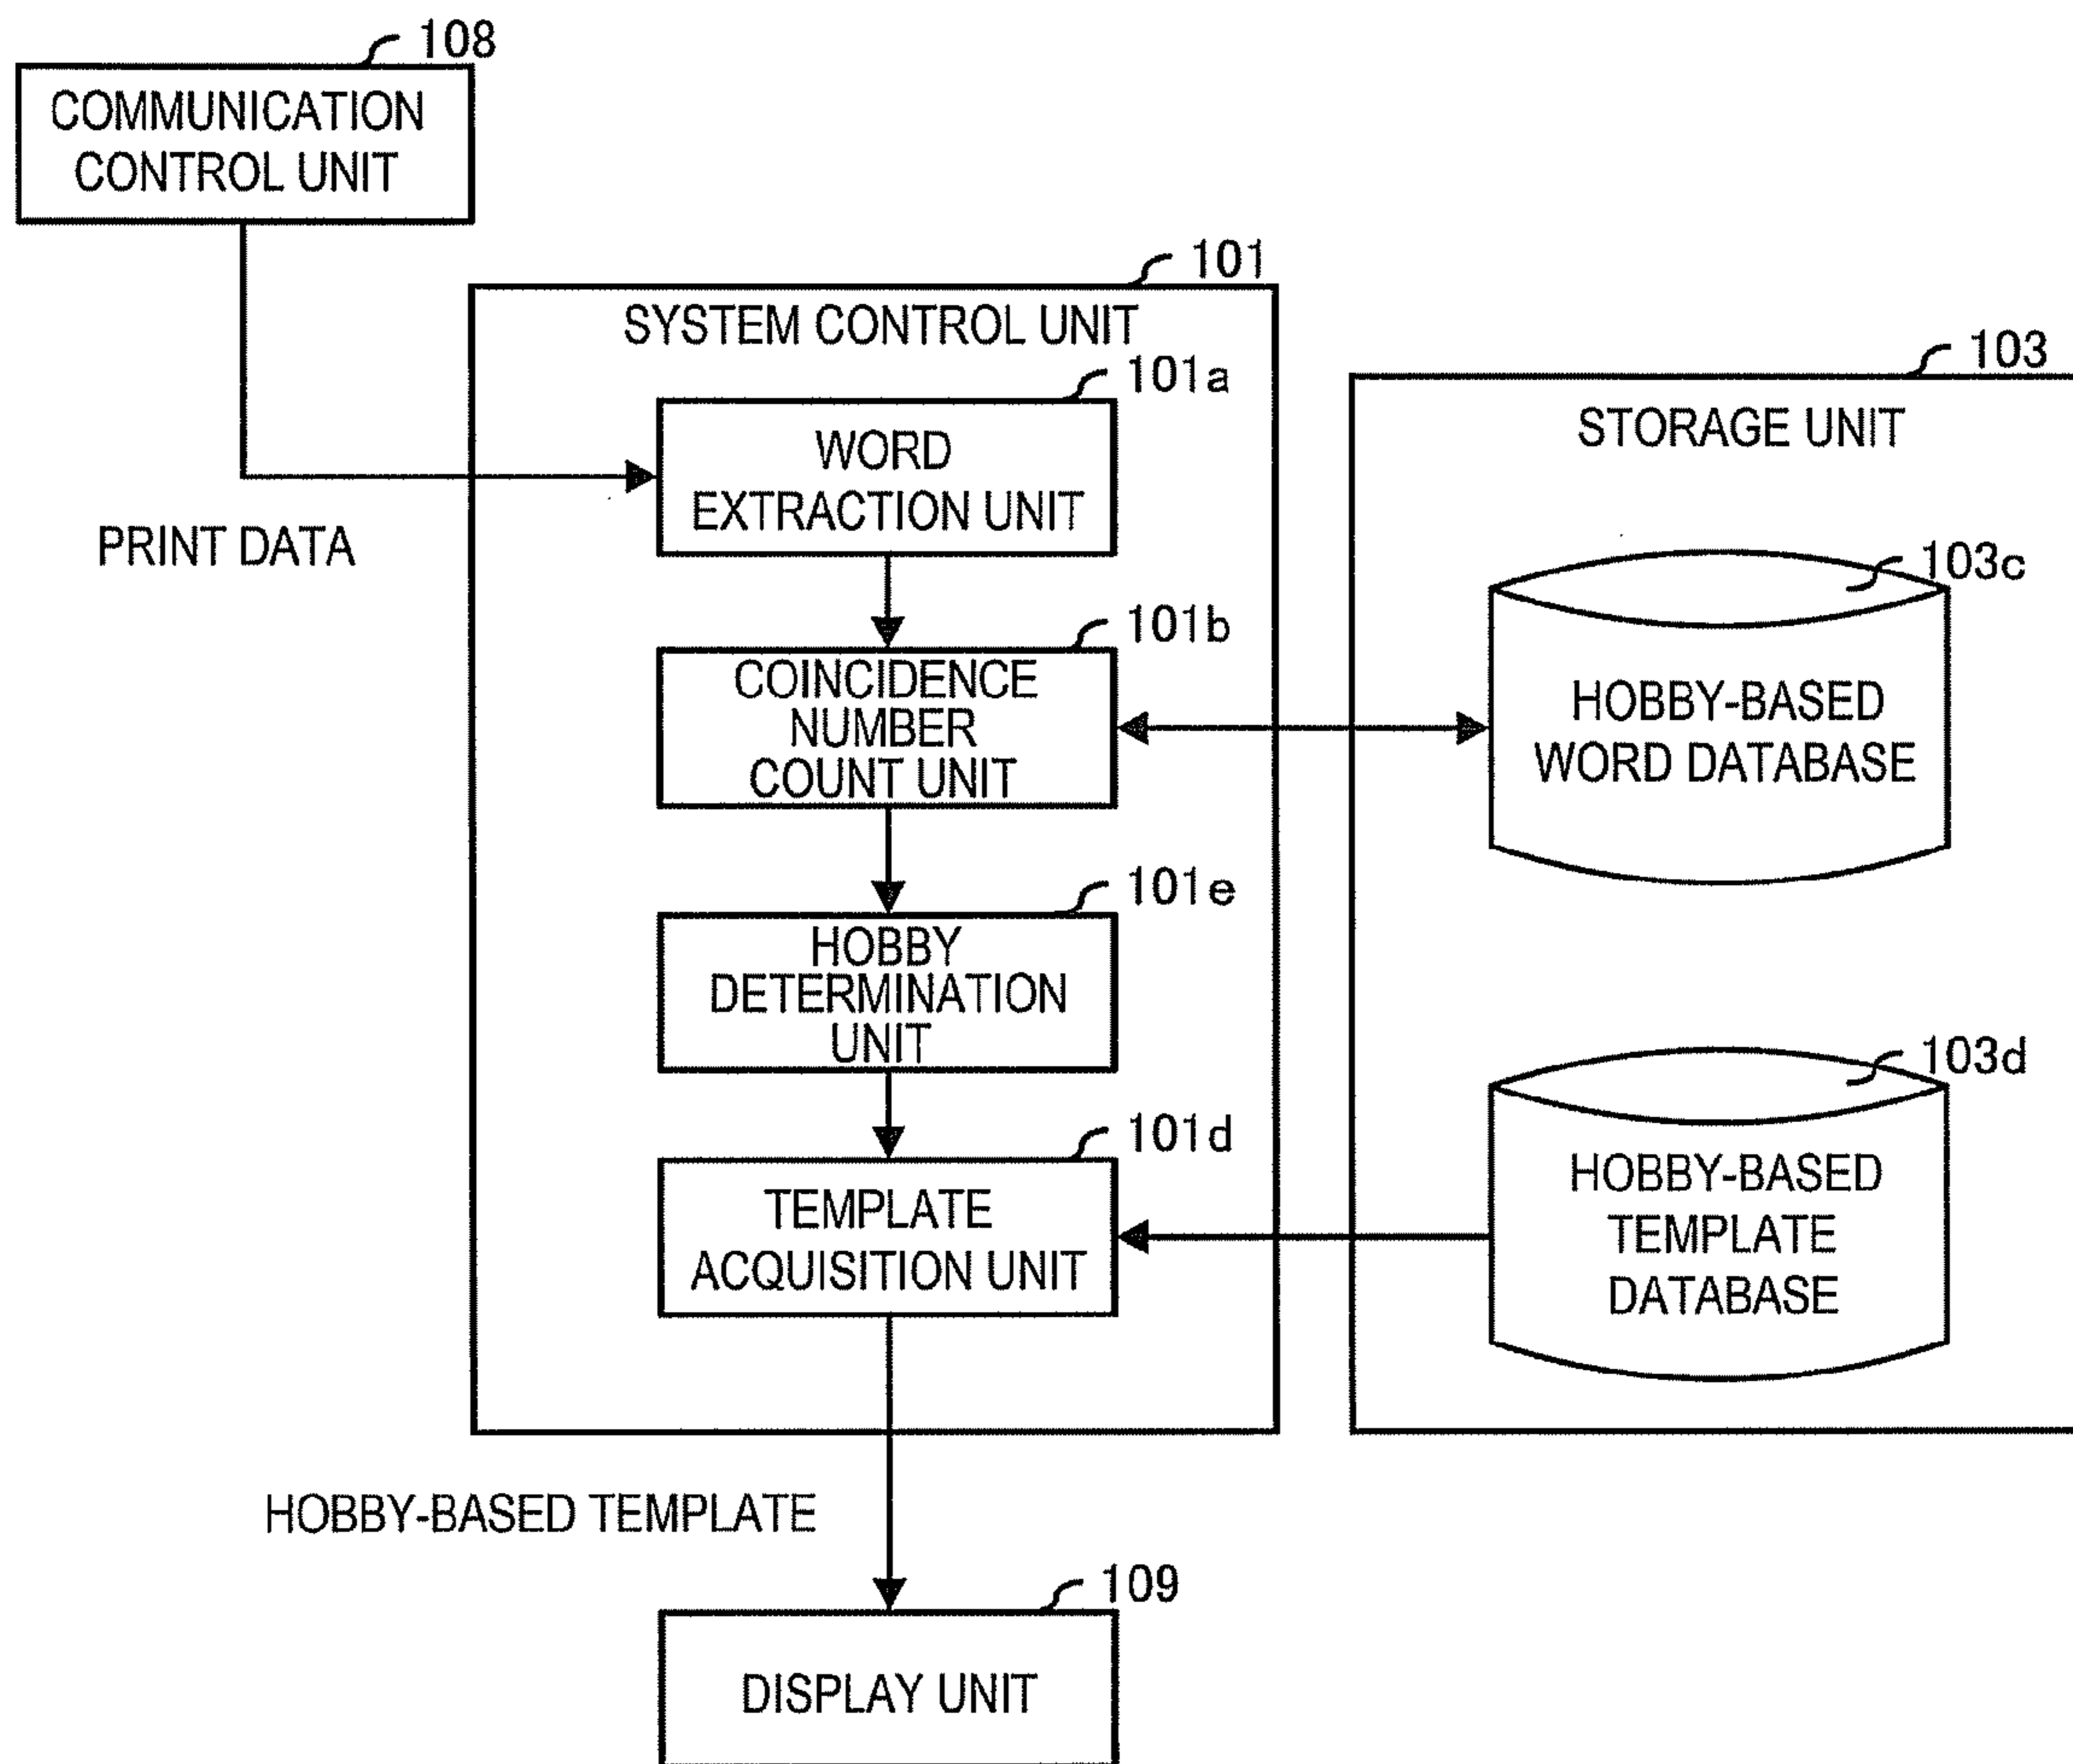 108
COMMUNICATION
CONTROL UNIT
101
SYSTEM CONTROL UNIT
103
STORAGE UNIT
101a
WORD
EXTRACTION UNIT
PRINT DATA
101b
COINCIDENCE
NUMBER
COUNT UNIT
103c
HOBBY-BASED
WORD DATABASE
101e
HOBBY
DETERMINATION
UNIT
101d
TEMPLATE
ACQUISITION UNIT
103d
HOBBY-BASED
TEMPLATE
DATABASE
HOBBY-BASED TEMPLATE
109
DISPLAY UNIT